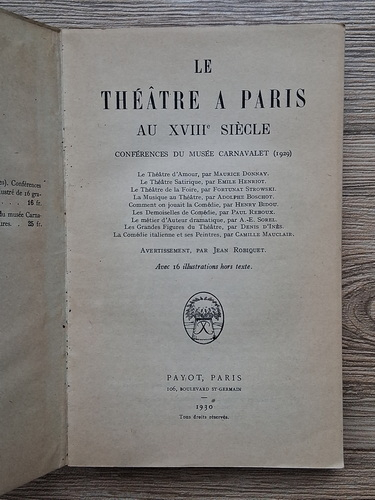 LE
THÉÂTRE A PARIS
AU XVIIIe SIÈCLE
CONFÉRENCES DU MUSÉE CARNAVALET (1929)
Le Théâtre d'Amour, par MAURICE DONNAY.
Le Théâtre Satirique, par EMILE HENRIOT.
Le Théâtre de la Foire, par FORTUNAT STROWSKI.
La Musique au Théâtre, par ADOLPHE BOSCHOT.
Comment on jouait la Comédie, par HENRY BIDOU.
Les Demoiselles de Comédie, par PAUL REBOUX.
Le métier d'Auteur dramatique, par A.-E. SOREL.
Les Grandes Figures du Théâtre, par DENIS D'INÈS.
La Comédie italienne et ses Peintres, par CAMILLE MAUCLAIR.
AVERTISSEMENT, PAR JEAN ROBIQUET.
Avec 16 illustrations hors texte.
PAYOT, PARIS
106, BOULEVARD ST-GERMAIN
1930
Tous droits réservés.
Conférences
16 gra-
16 fr.
du musée Carna-
25 fr.